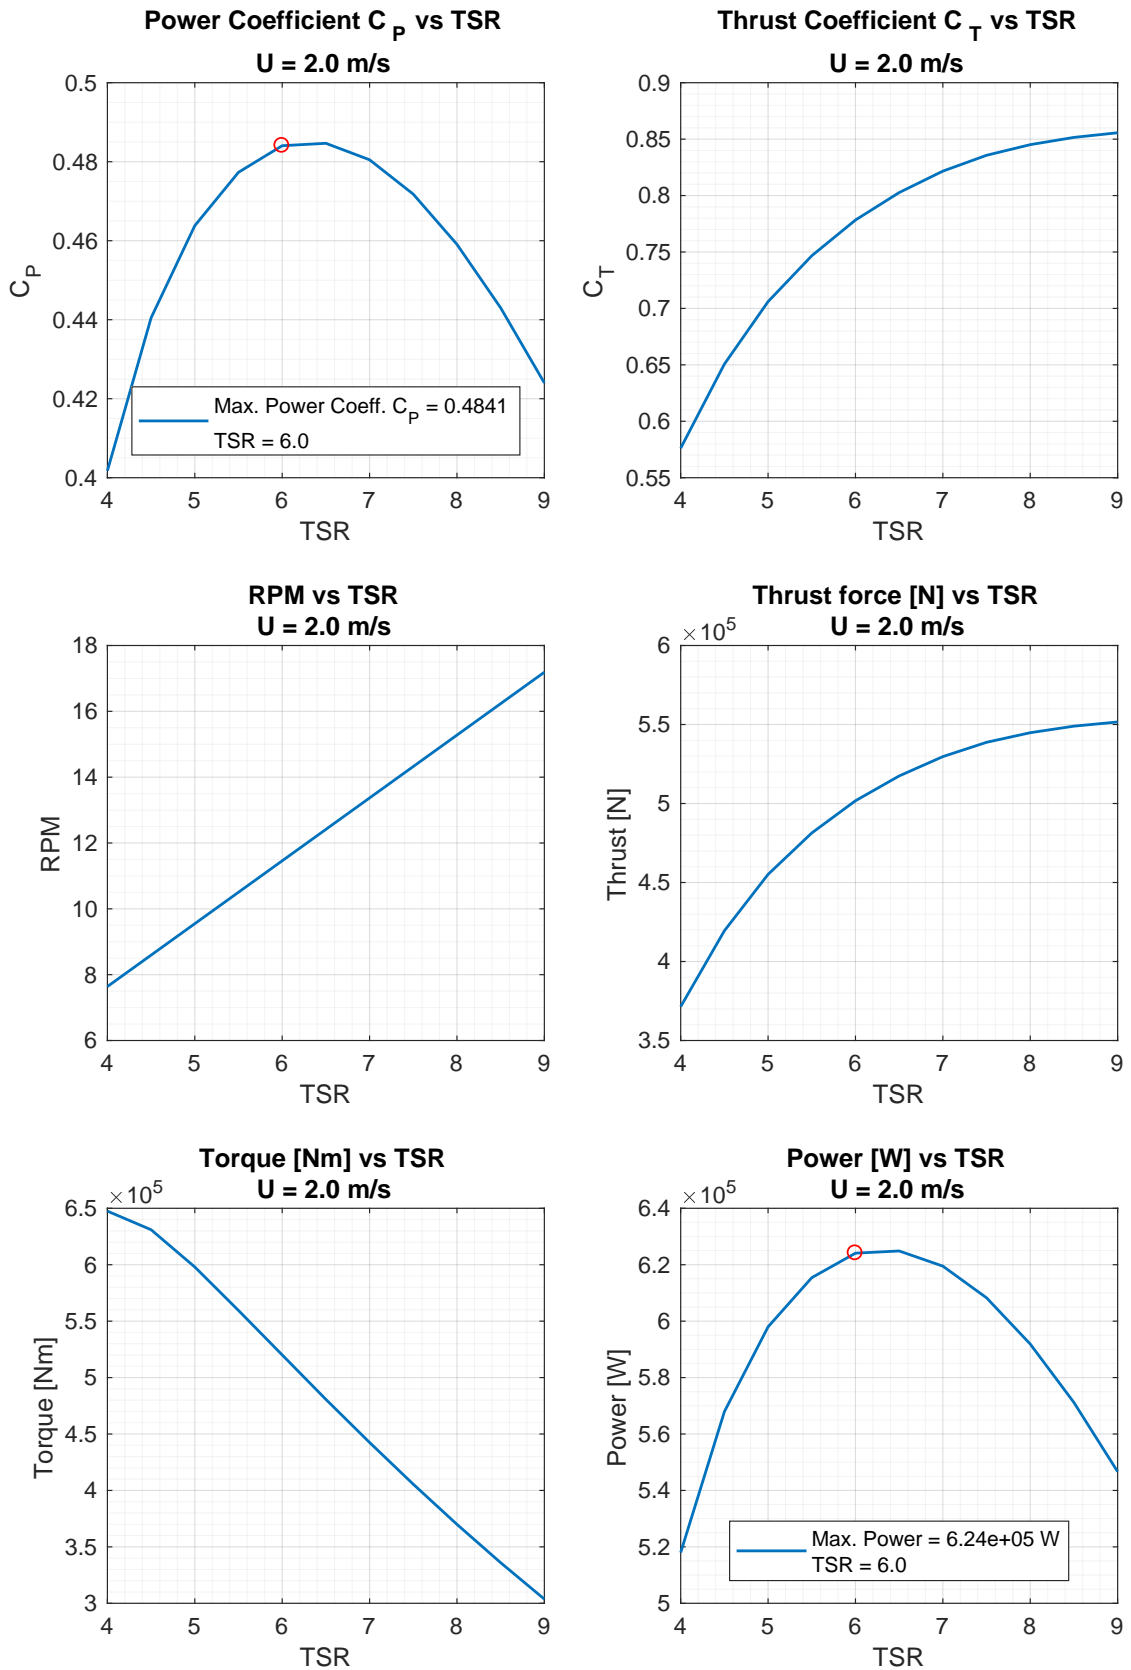 Power Coefficient C P vs TSR
U = 2.0 m/s
0.5
0.48
0.46
0.44
0.42
0.4
C P
4 5 6 7 8 9
TSR
Max. Power Coeff. C P = 0.4841
TSR = 6.0
Thrust Coefficient C T vs TSR
U = 2.0 m/s
0.9
0.85
0.8
0.75
0.7
0.65
0.6
0.55
C T
4 5 6 7 8 9
TSR
RPM vs TSR
U = 2.0 m/s
18
16
14
12
10
8
6
RPM
4 5 6 7 8 9
TSR
Thrust force [N] vs TSR
U = 2.0 m/s
×10^5
6
5.5
5
4.5
4
3.5
Thrust [N]
4 5 6 7 8 9
TSR
Torque [Nm] vs TSR
U = 2.0 m/s
×10^5
6.5
6
5.5
5
4.5
4
3.5
3
Torque [Nm]
4 5 6 7 8 9
TSR
Power [W] vs TSR
U = 2.0 m/s
×10^5
6.4
6.2
6
5.8
5.6
5.4
5.2
5
Power [W]
4 5 6 7 8 9
TSR
Max. Power = 6.24e+05 W
TSR = 6.0